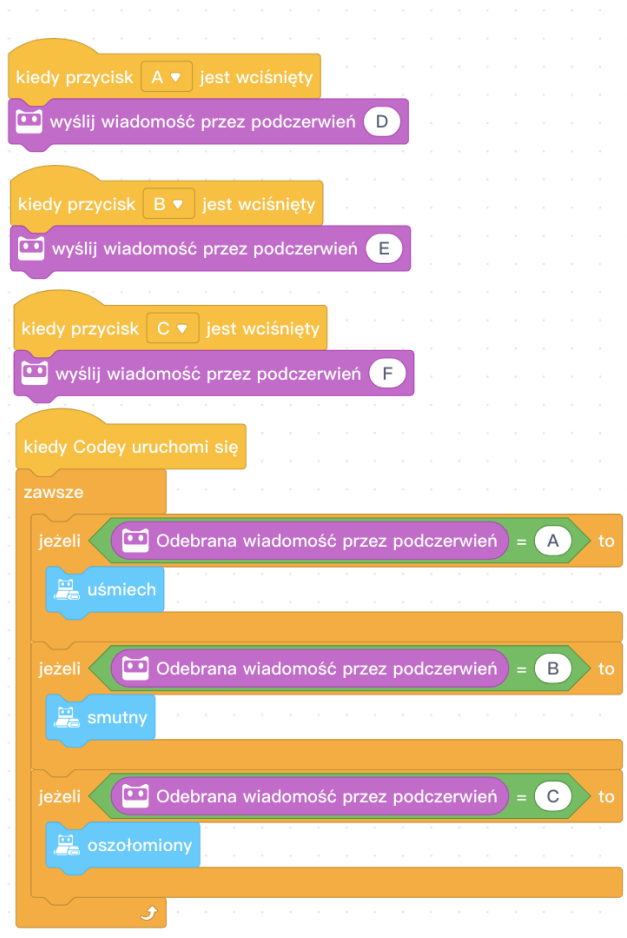 kiedy przycisk A jest wciśnięty
wyślij wiadomość przez podczerwień D
kiedy przycisk B jest wciśnięty
wyślij wiadomość przez podczerwień E
kiedy przycisk C jest wciśnięty
wyślij wiadomość przez podczerwień F
kiedy Codey uruchomi się
zawsze
jeżeli Odebrana wiadomość przez podczerwień = A to
uśmiech
jeżeli Odebrana wiadomość przez podczerwień = B to
smutny
jeżeli Odebrana wiadomość przez podczerwień = C to
oszołomiony